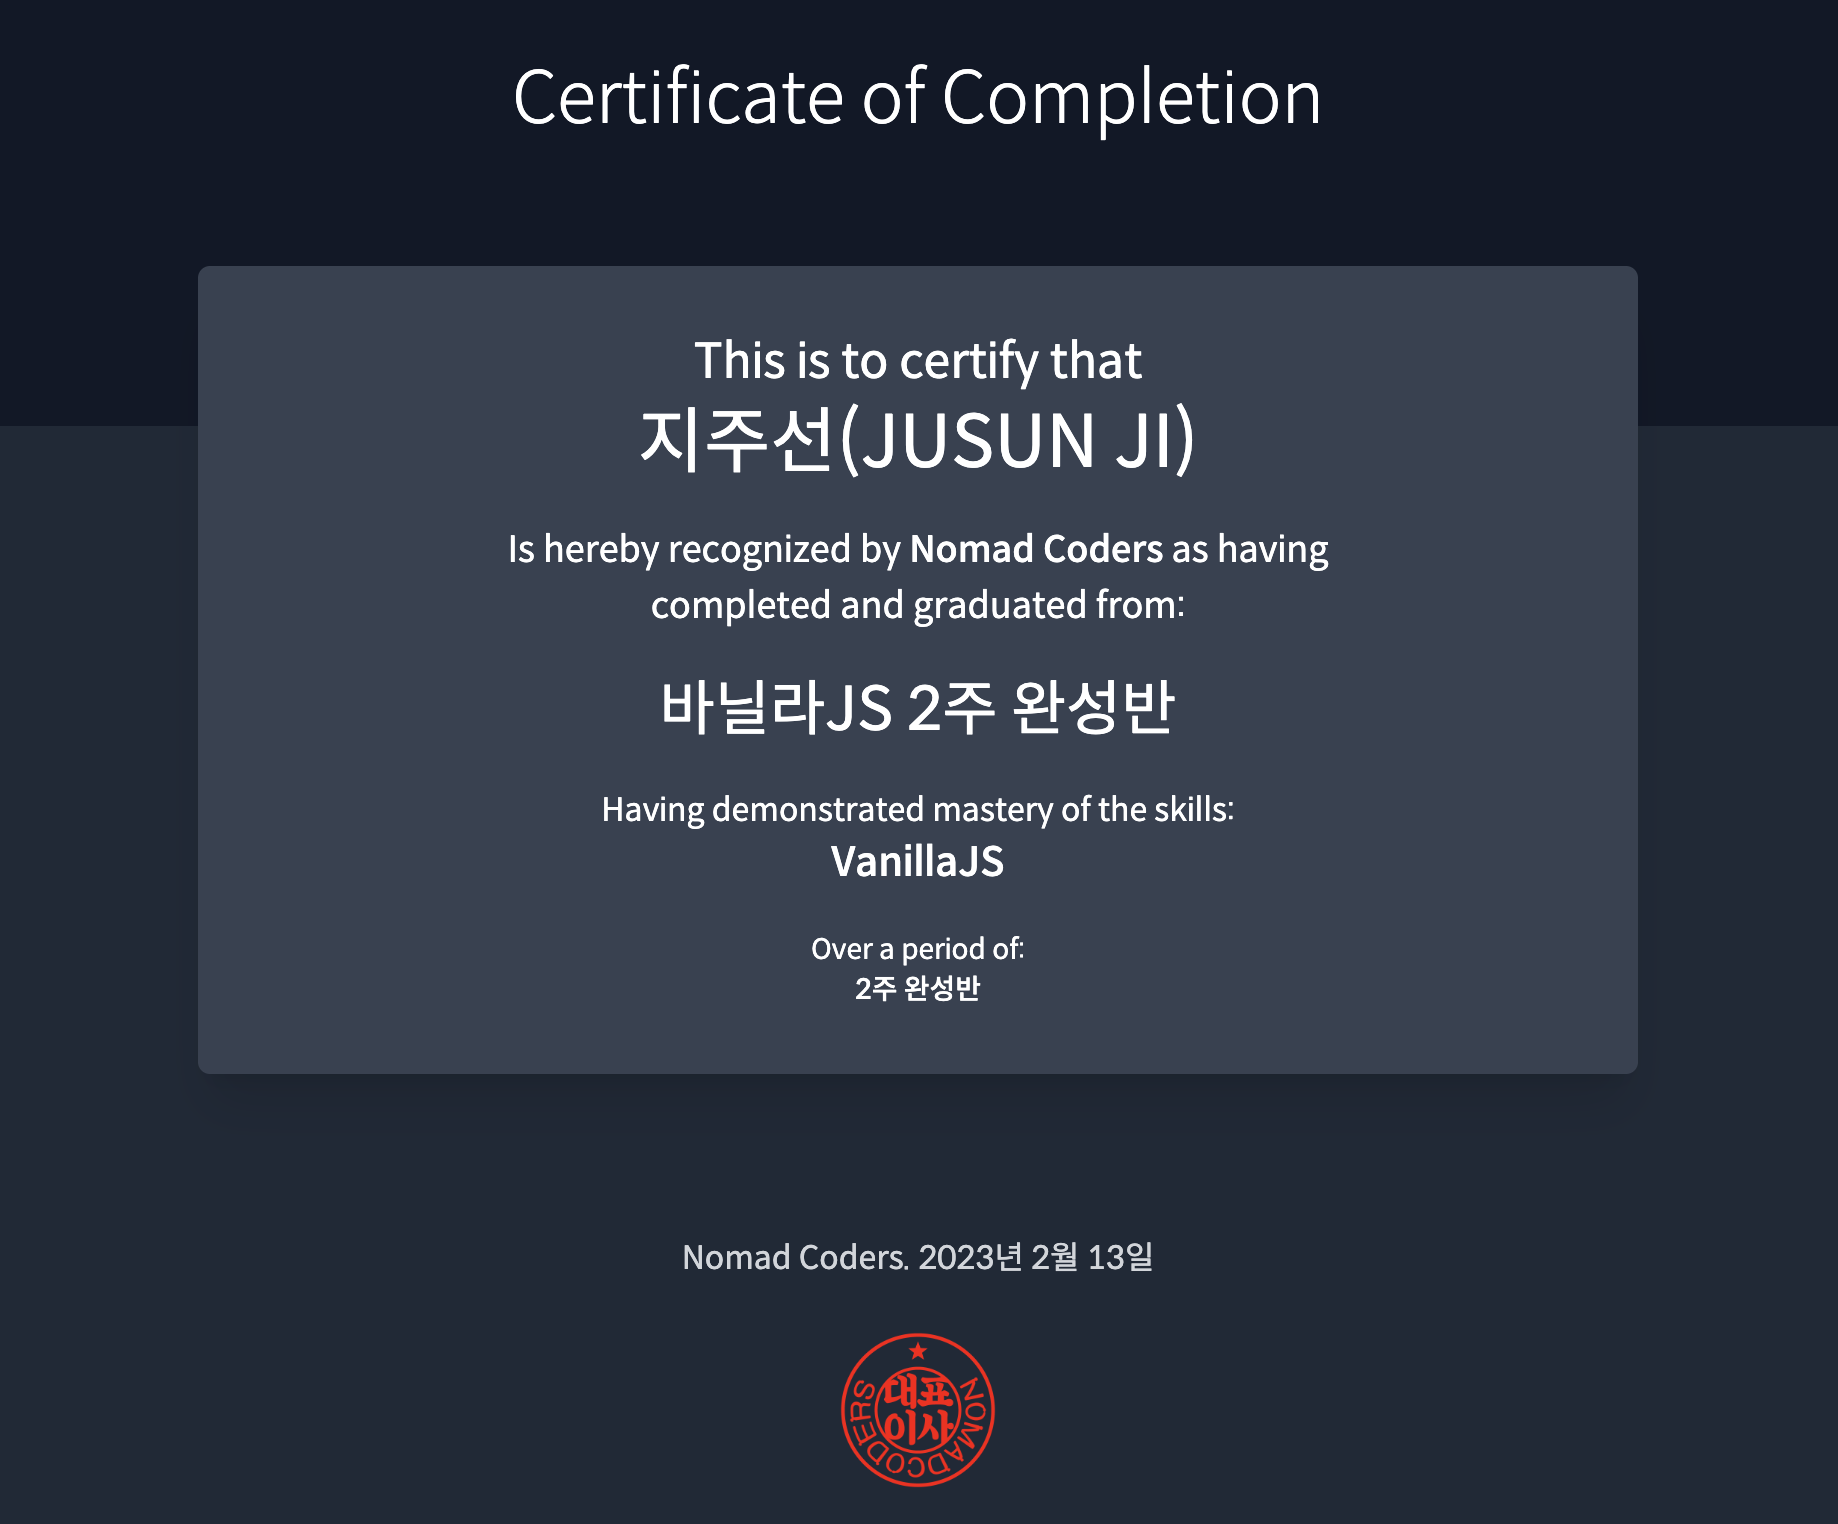 Certificate of Completion
This is to certify that
지주선(JUSUN JI)
Is hereby recognized by Nomad Coders as having
completed and graduated from:
바닐라JS 2주 완성반
Having demonstrated mastery of the skills:
VanillaJS
Over a period of:
2주 완성반
Nomad Coders. 2023년 2월 13일
대표
이사
NOMADCODERS